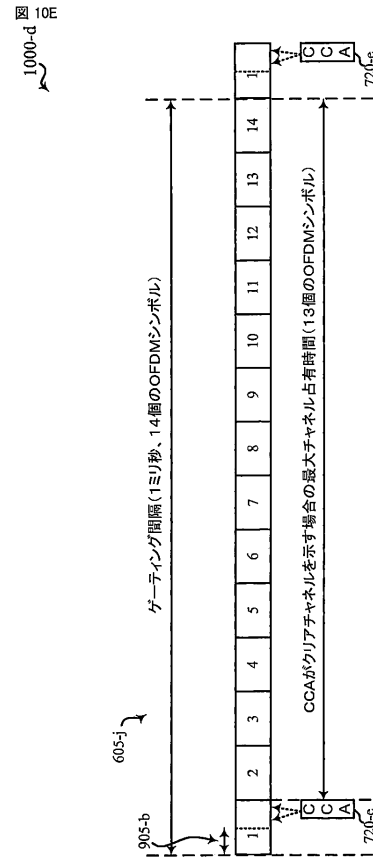 図 10E
1000-d
605-j
ゲーティング間隔(1ミリ秒、14個のOFDMシンボル)
905-b
1 2 3 4 5 6 7 8 9 10 11 12 13 14 1
CCAがクリアチャネルを示す場合の最大チャネル占有時間(13個のOFDMシンボル)
CCA
CCA
720-e
720-e